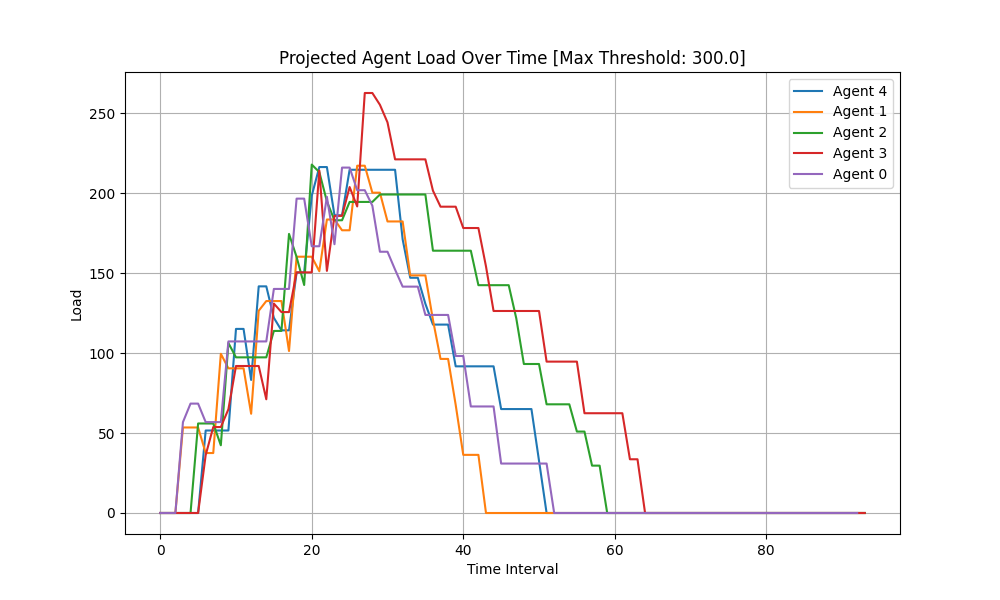 Projected Agent Load Over Time [Max Threshold: 300.0]
Agent 4
Agent 1
Agent 2
Agent 3
Agent 0
Load
250
200
150
100
50
0
0 20 40 60 80
Time Interval